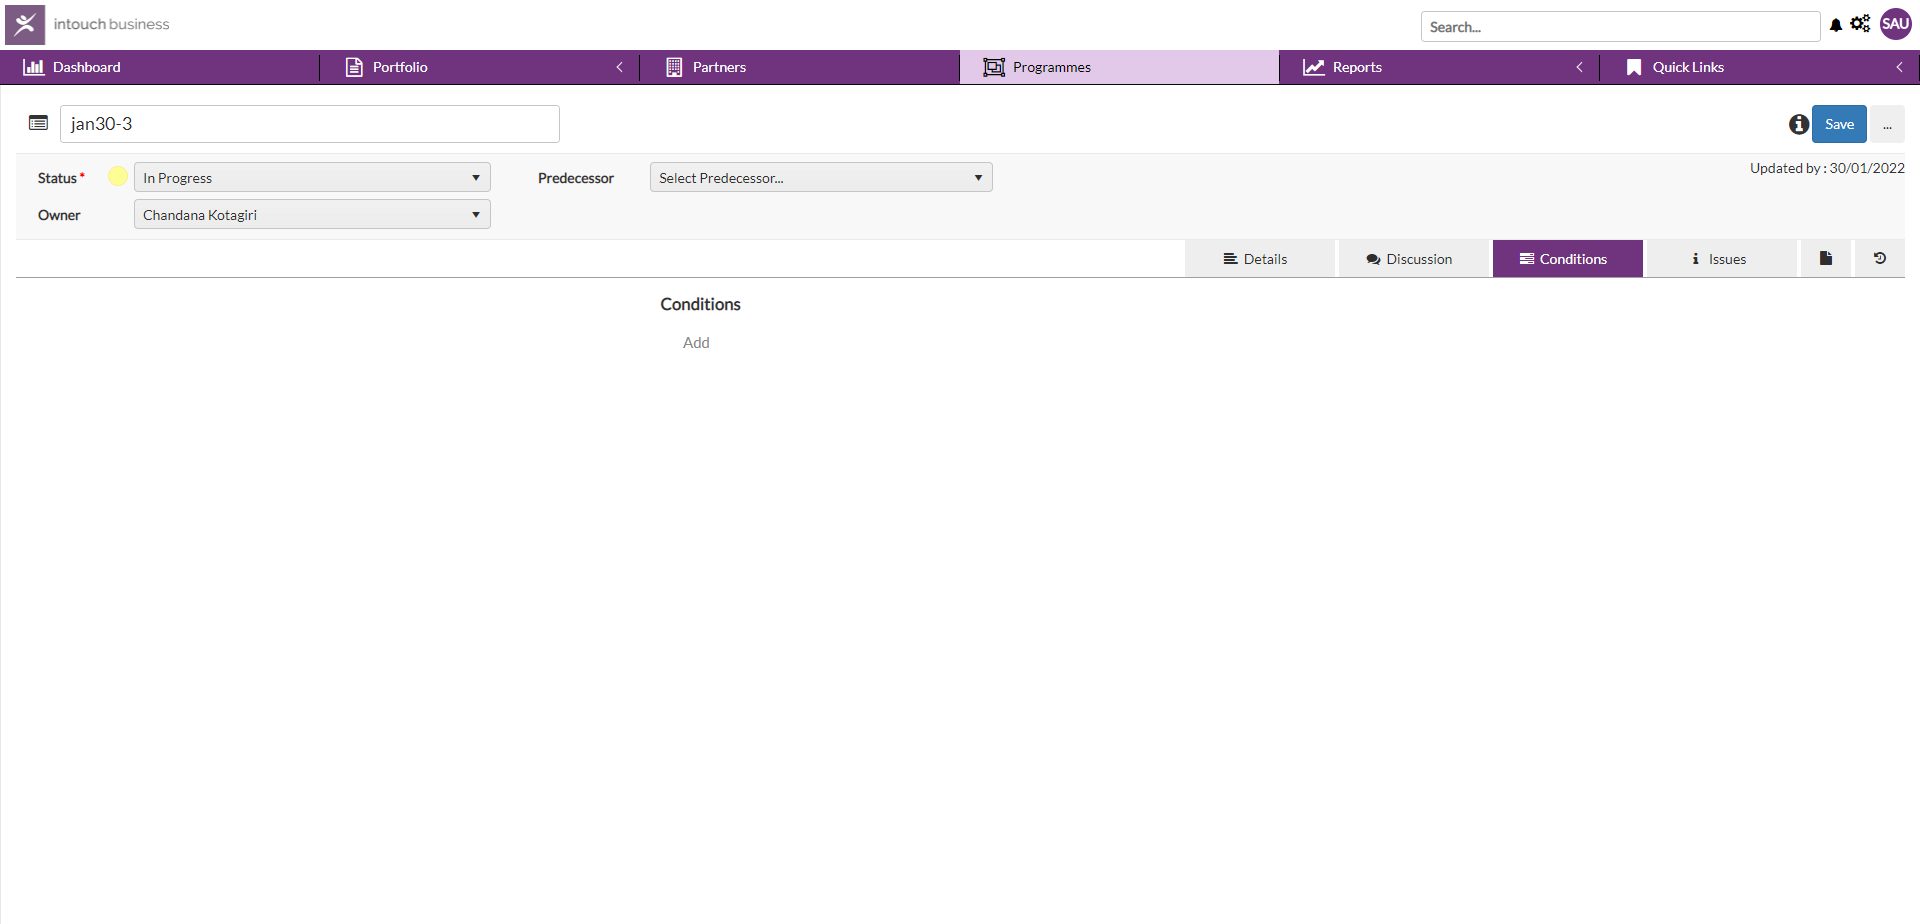 intouch business
Search...
SAU
Dashboard
Portfolio
Partners
Programmes
Reports
Quick Links
jan30-3
Save
...
Status *
In Progress
Predecessor
Select Predecessor...
Updated by : 30/01/2022
Owner
Chandana Kotagiri
Details
Discussion
Conditions
Issues
Conditions
Add